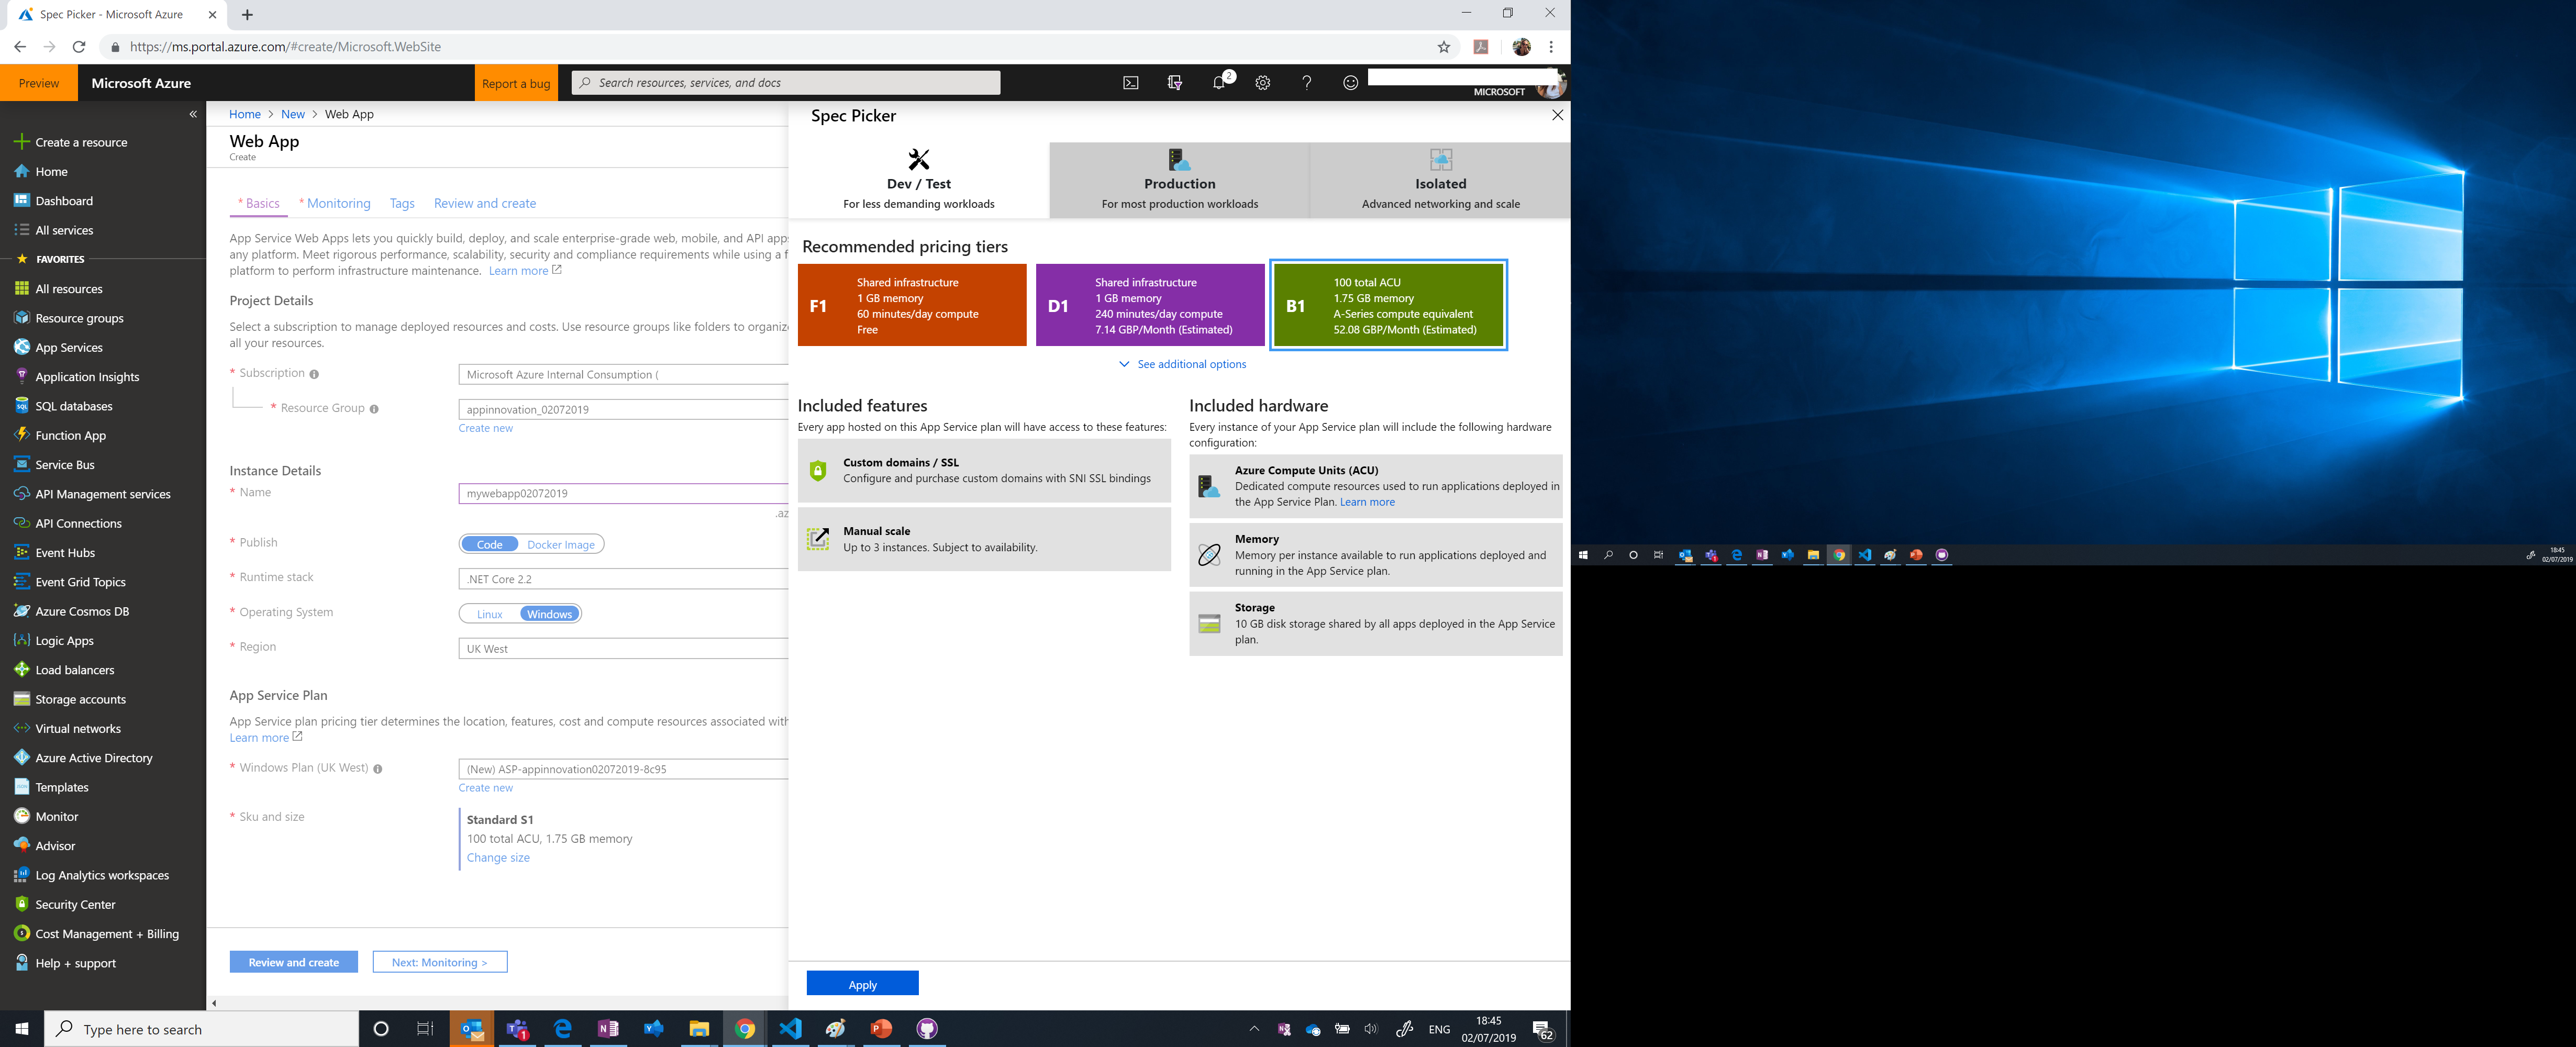 Spec Picker - Microsoft Azure
https://ms.portal.azure.com/#create/Microsoft.WebSite
Preview
Microsoft Azure
Report a bug
Search resources, services, and docs
2
MICROSOFT
Create a resource
Home
Dashboard
All services
FAVORITES
All resources
Resource groups
App Services
Application Insights
SQL databases
Function App
Service Bus
API Management services
API Connections
Event Hubs
Event Grid Topics
Azure Cosmos DB
Logic Apps
Load balancers
Storage accounts
Virtual networks
Azure Active Directory
Templates
Monitor
Advisor
Log Analytics workspaces
Security Center
Cost Management + Billing
Help + support
Home > New > Web App
Web App
Create
* Basics * Monitoring Tags Review and create
App Service Web Apps lets you quickly build, deploy, and scale enterprise-grade web, mobile, and API apps
any platform. Meet rigorous performance, scalability, security and compliance requirements while using a f
platform to perform infrastructure maintenance. Learn more
Project Details
Select a subscription to manage deployed resources and costs. Use resource groups like folders to organize
all your resources.
* Subscription
Microsoft Azure Internal Consumption (
* Resource Group
appinnovation_02072019
Create new
Instance Details
* Name
mywebapp02072019
.az
* Publish
Code Docker Image
* Runtime stack
.NET Core 2.2
* Operating System
Linux Windows
* Region
UK West
App Service Plan
App Service plan pricing tier determines the location, features, cost and compute resources associated with
Learn more
* Windows Plan (UK West)
(New) ASP-appinnovation02072019-8c95
Create new
* Sku and size
Standard S1
100 total ACU, 1.75 GB memory
Change size
Review and create
Next: Monitoring >
Spec Picker
Dev / Test
For less demanding workloads
Production
For most production workloads
Isolated
Advanced networking and scale
Recommended pricing tiers
F1
Shared infrastructure
1 GB memory
60 minutes/day compute
Free
D1
Shared infrastructure
1 GB memory
240 minutes/day compute
7.14 GBP/Month (Estimated)
B1
100 total ACU
1.75 GB memory
A-Series compute equivalent
52.08 GBP/Month (Estimated)
See additional options
Included features
Every app hosted on this App Service plan will have access to these features:
Custom domains / SSL
Configure and purchase custom domains with SNI SSL bindings
Manual scale
Up to 3 instances. Subject to availability.
Included hardware
Every instance of your App Service plan will include the following hardware
configuration:
Azure Compute Units (ACU)
Dedicated compute resources used to run applications deployed in
the App Service Plan. Learn more
Memory
Memory per instance available to run applications deployed and
running in the App Service plan.
Storage
10 GB disk storage shared by all apps deployed in the App Service
plan.
Apply
Type here to search
ENG
18:45
02/07/2019
62
18:45
02/07/2019